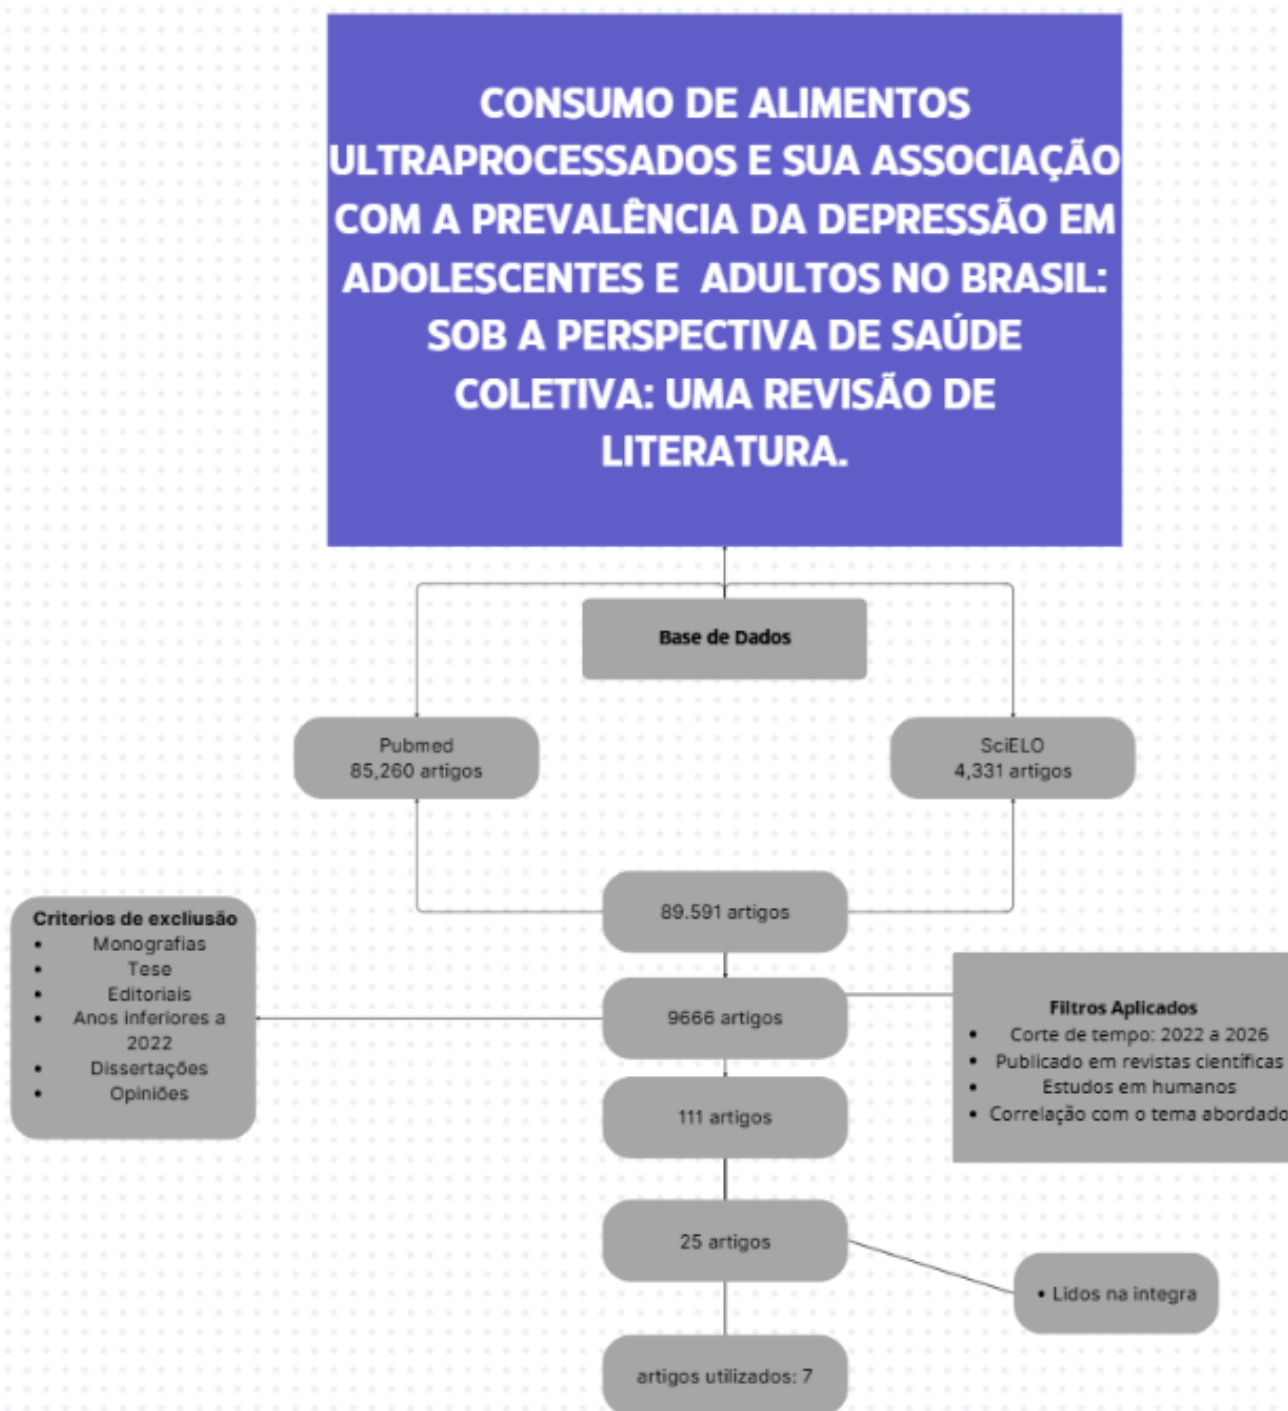 CONSUMO DE ALIMENTOS
ULTRAPROCESSADOS E SUA ASSOCIAÇÃO
COM A PREVALÊNCIA DA DEPRESSÃO EM
ADOLESCENTES E ADULTOS NO BRASIL:
SOB A PERSPECTIVA DE SAÚDE
COLETIVA: UMA REVISÃO DE
LITERATURA.
Base de Dados
Pubmed
85,260 artigos
SciELO
4,331 artigos
89.591 artigos
Criterios de excliusão
• Monografias
• Tese
• Editoriais
• Anos inferiores a
2022
• Dissertações
• Opiniões
9666 artigos
Filtros Aplicados
• Corte de tempo: 2022 a 2026
• Publicado em revistas científicas
• Estudos em humanos
• Correlação com o tema abordado
111 artigos
25 artigos
• Lidos na integra
artigos utilizados: 7